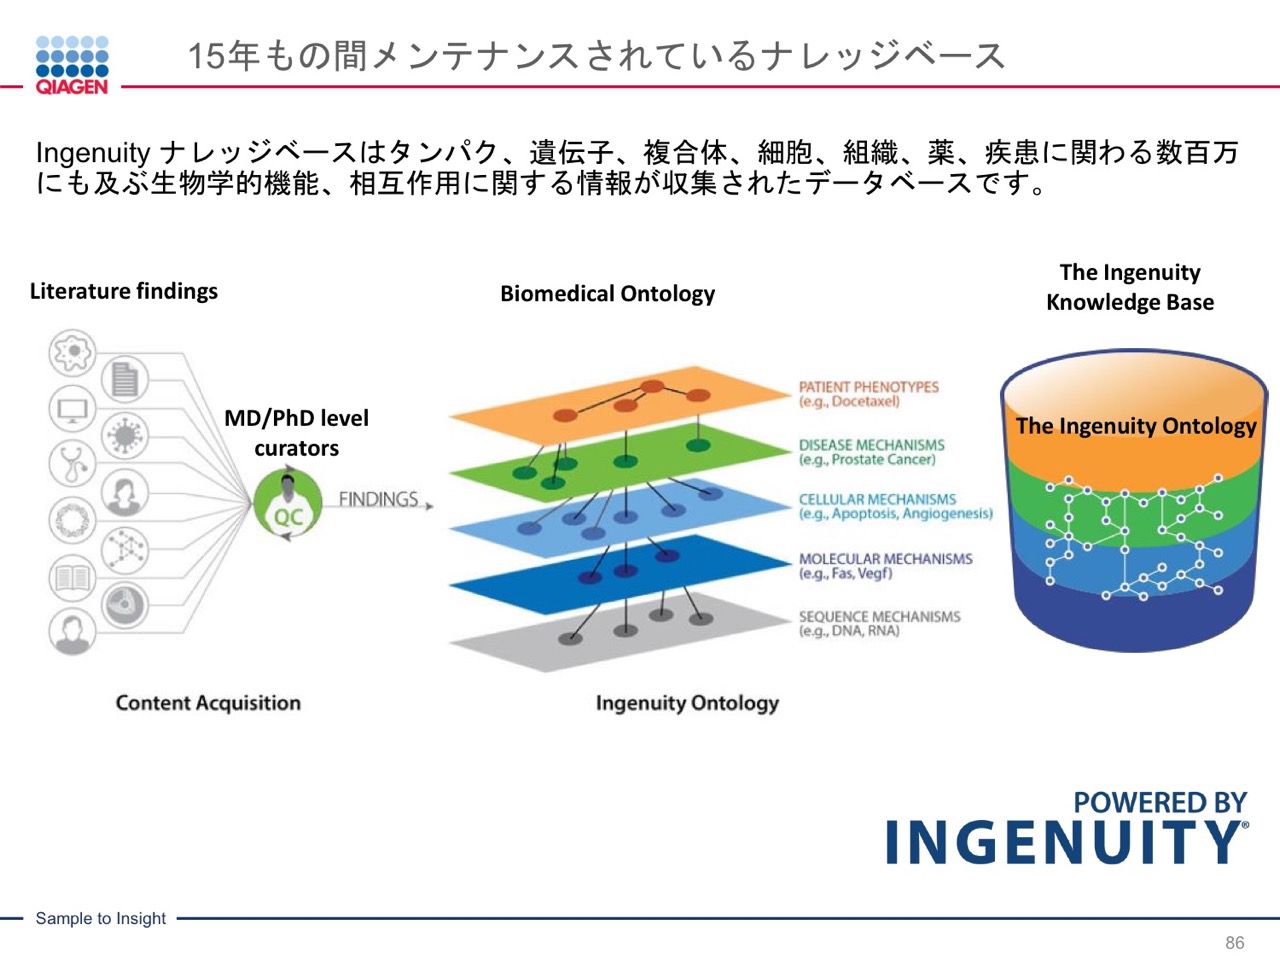 QIAGEN
15年もの間メンテナンスされているナレッジベース
Ingenuity ナレッジベースはタンパク、遺伝子、複合体、細胞、組織、薬、疾患に関わる数百万
にも及ぶ生物学的機能、相互作用に関する情報が収集されたデータベースです。
Literature findings
MD/PhD level
curators
QC
FINDINGS
Content Acquisition
Biomedical Ontology
PATIENT PHENOTYPES
(e.g., Docetaxel)
DISEASE MECHANISMS
(e.g., Prostate Cancer)
CELLULAR MECHANISMS
(e.g., Apoptosis, Angiogenesis)
MOLECULAR MECHANISMS
(e.g., Fas, Vegf)
SEQUENCE MECHANISMS
(e.g., DNA, RNA)
Ingenuity Ontology
The Ingenuity
Knowledge Base
The Ingenuity Ontology
POWERED BY
INGENUITY®
Sample to Insight
86